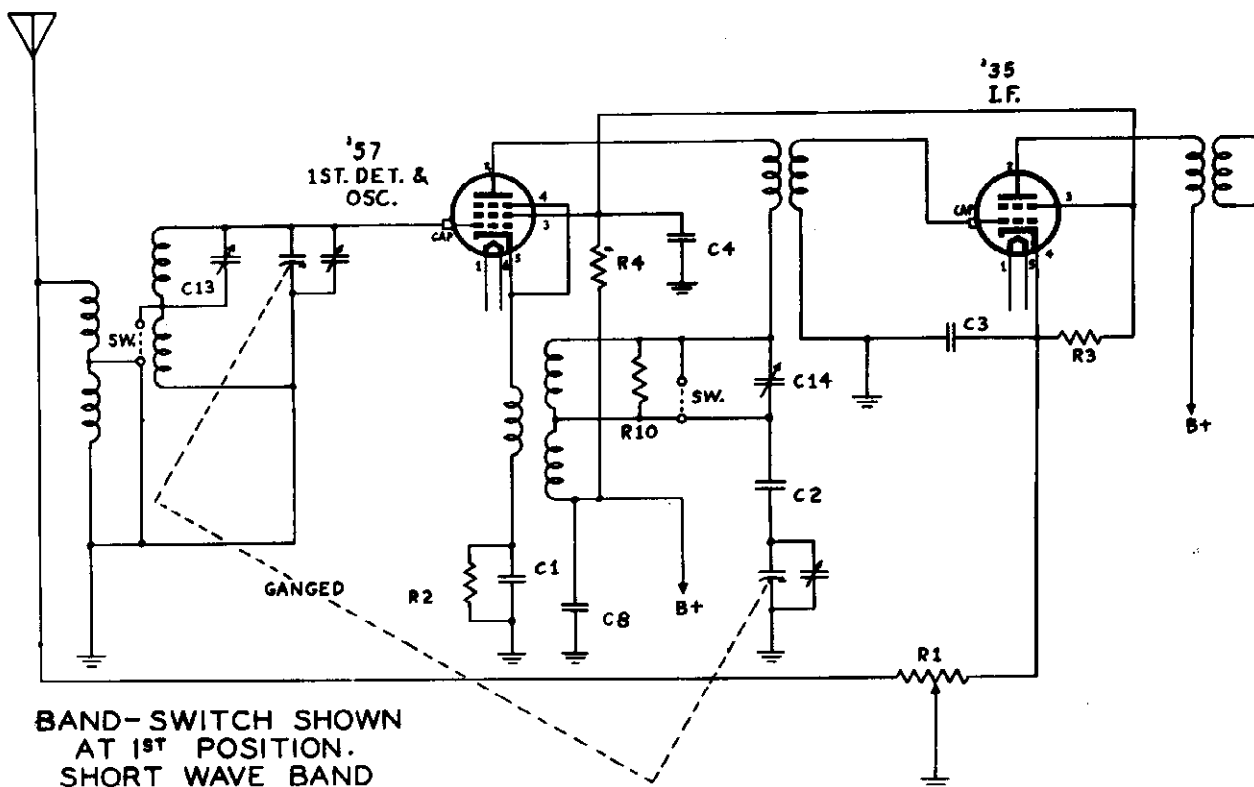 '35
I.F.
'57
1ST. DET. &
OSC.
2
4
3
CAP
1
6
5
2
3
CAP
1
5
4
C13
SW.
R4
C4
C3
R3
C14
SW.
R10
B+
C2
R2
C1
C8
B+
GANGED
R1
BAND-SWITCH SHOWN
AT 1ST POSITION.
SHORT WAVE BAND